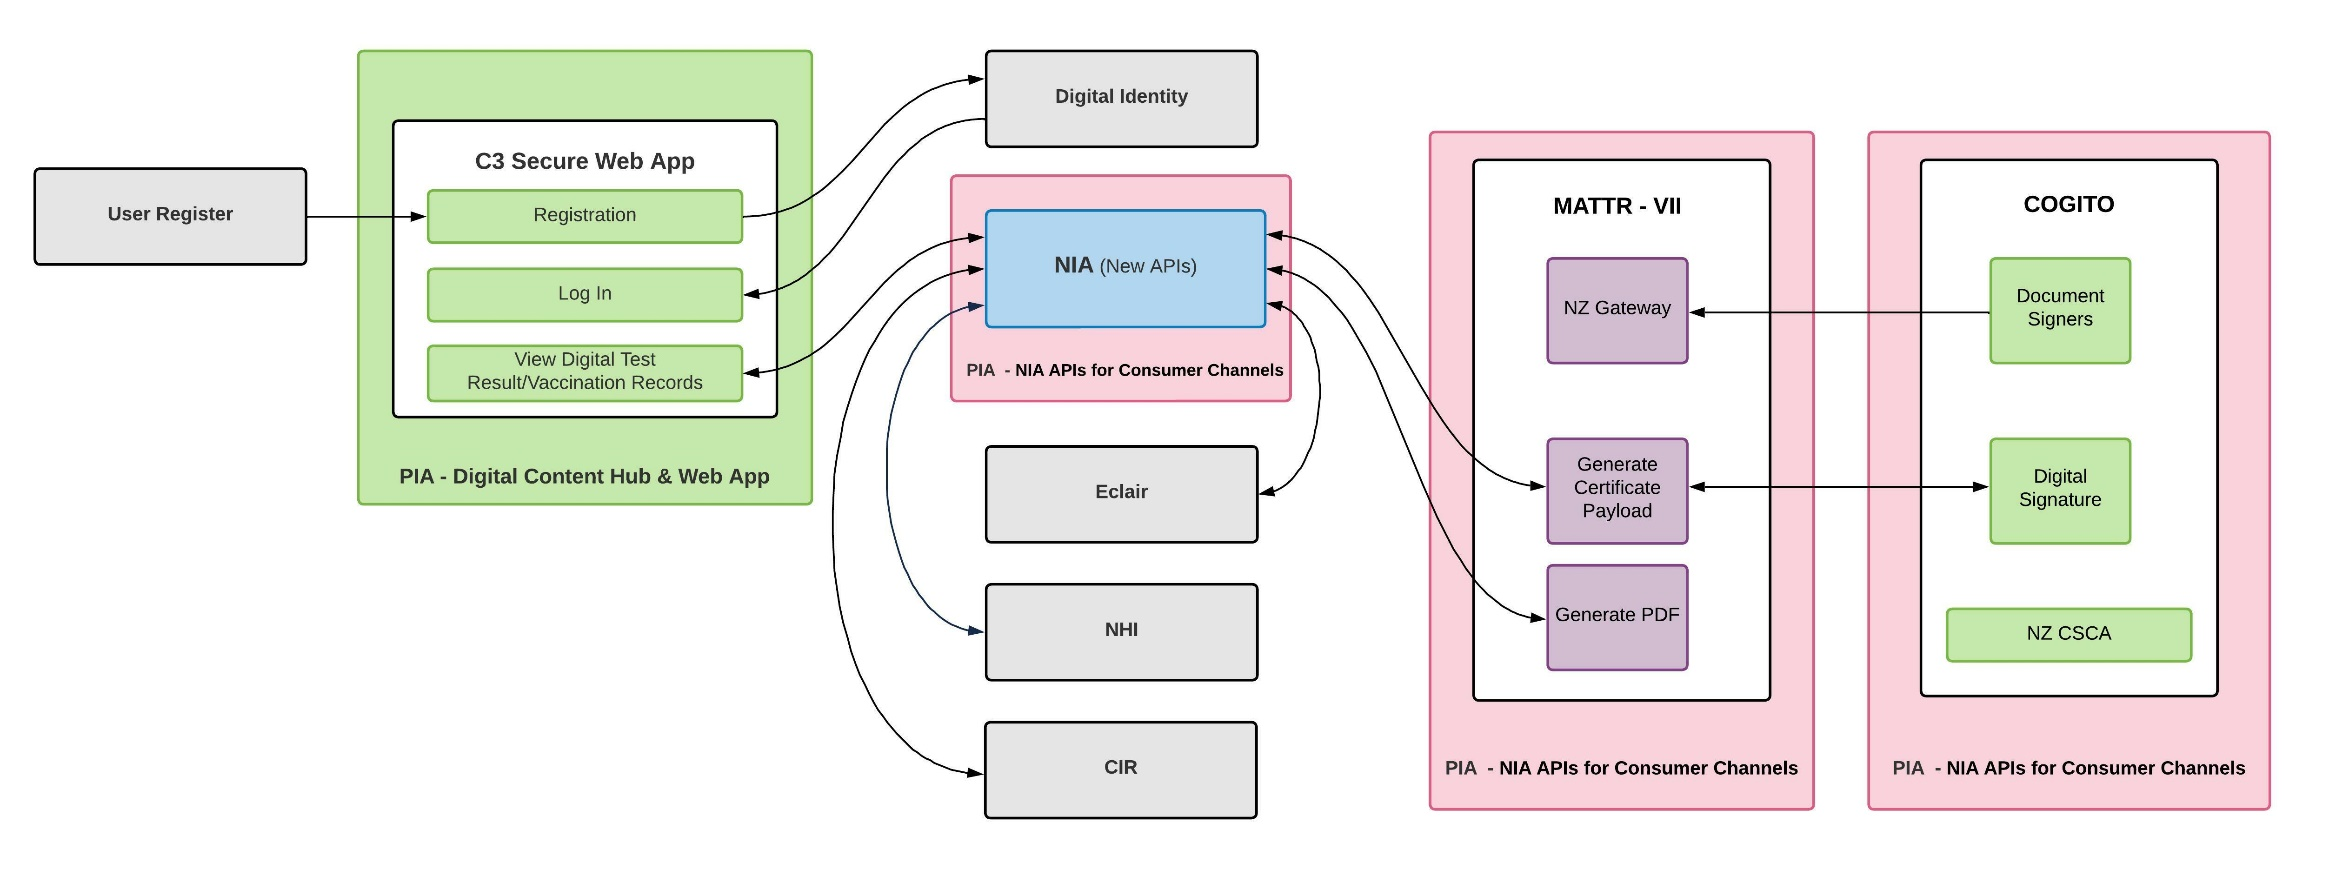 User Register
C3 Secure Web App
Registration
Log In
View Digital Test
Result/Vaccination Records
PIA - Digital Content Hub & Web App
Digital Identity
NIA (New APIs)
PIA - NIA APIs for Consumer Channels
Eclair
NHI
CIR
MATTR - VII
NZ Gateway
Generate
Certificate
Payload
Generate PDF
PIA - NIA APIs for Consumer Channels
COGITO
Document
Signers
Digital
Signature
NZ CSCA
PIA - NIA APIs for Consumer Channels